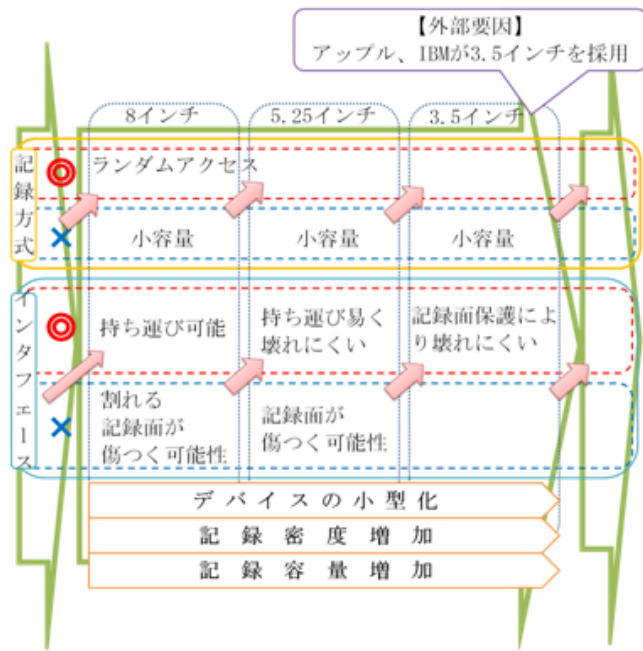 【外部要因】
アップル、IBMが3.5インチを採用
8インチ
5.25インチ
3.5インチ
記録方式
◎
ランダムアクセス
×
小容量
小容量
小容量
インタフェース
◎
持ち運び可能
持ち運び易く
壊れにくい
記録面保護によ
り壊れにくい
×
割れる
記録面が
傷つく可能性
記録面が
傷つく可能性
デバイスの小型化
記録密度増加
記録容量増加